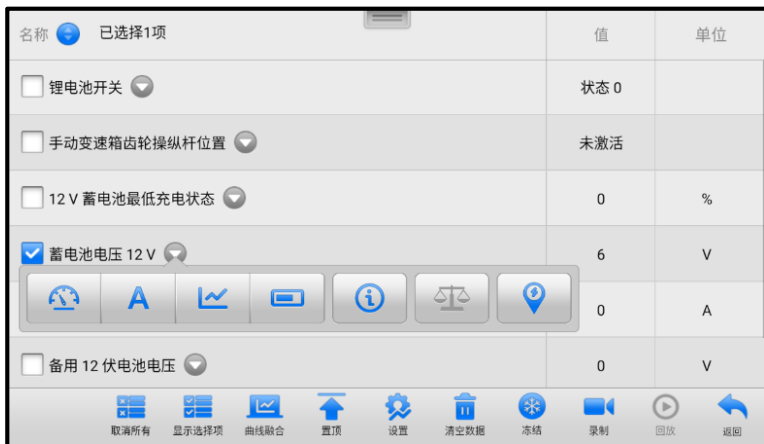 名称 已选择1项 值 单位
锂电池开关 状态 0
手动变速箱齿轮操纵杆位置 未激活
12 V 蓄电池最低充电状态 0 %
蓄电池电压 12 V 6 V
A 0 A
备用 12 伏电池电压 0 V
取消所有 显示选择项 曲线融合 置顶 设置 清空数据 冻结 录制 回放 返回